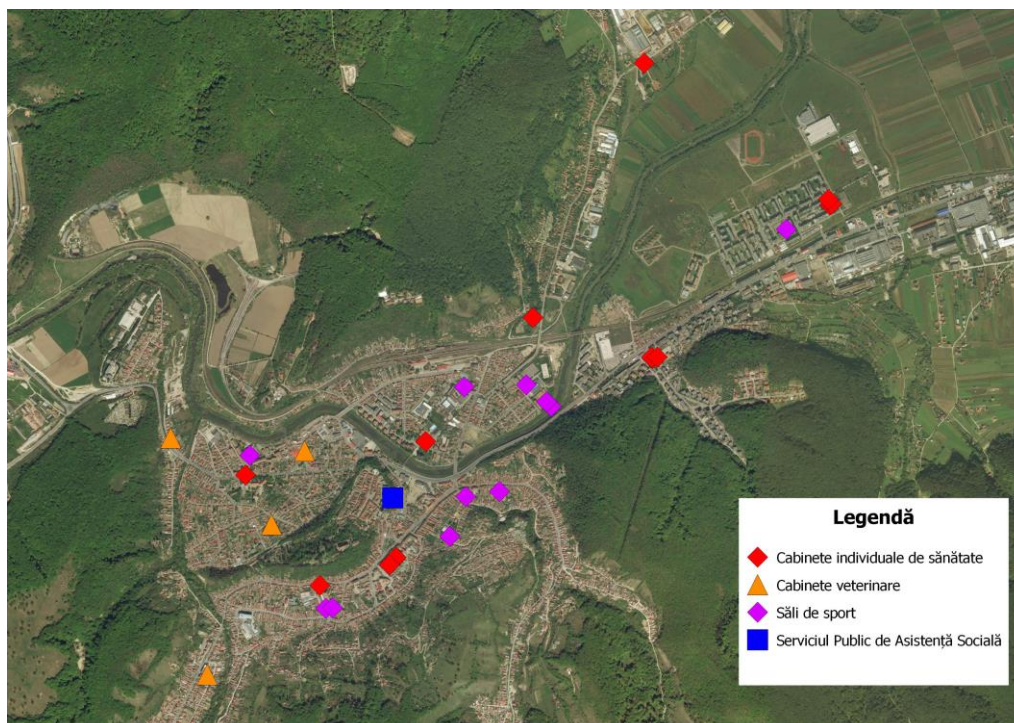 Legendă
Cabinete individuale de sănătate
Cabinete veterinare
Săli de sport
Serviciul Public de Asistență Socială